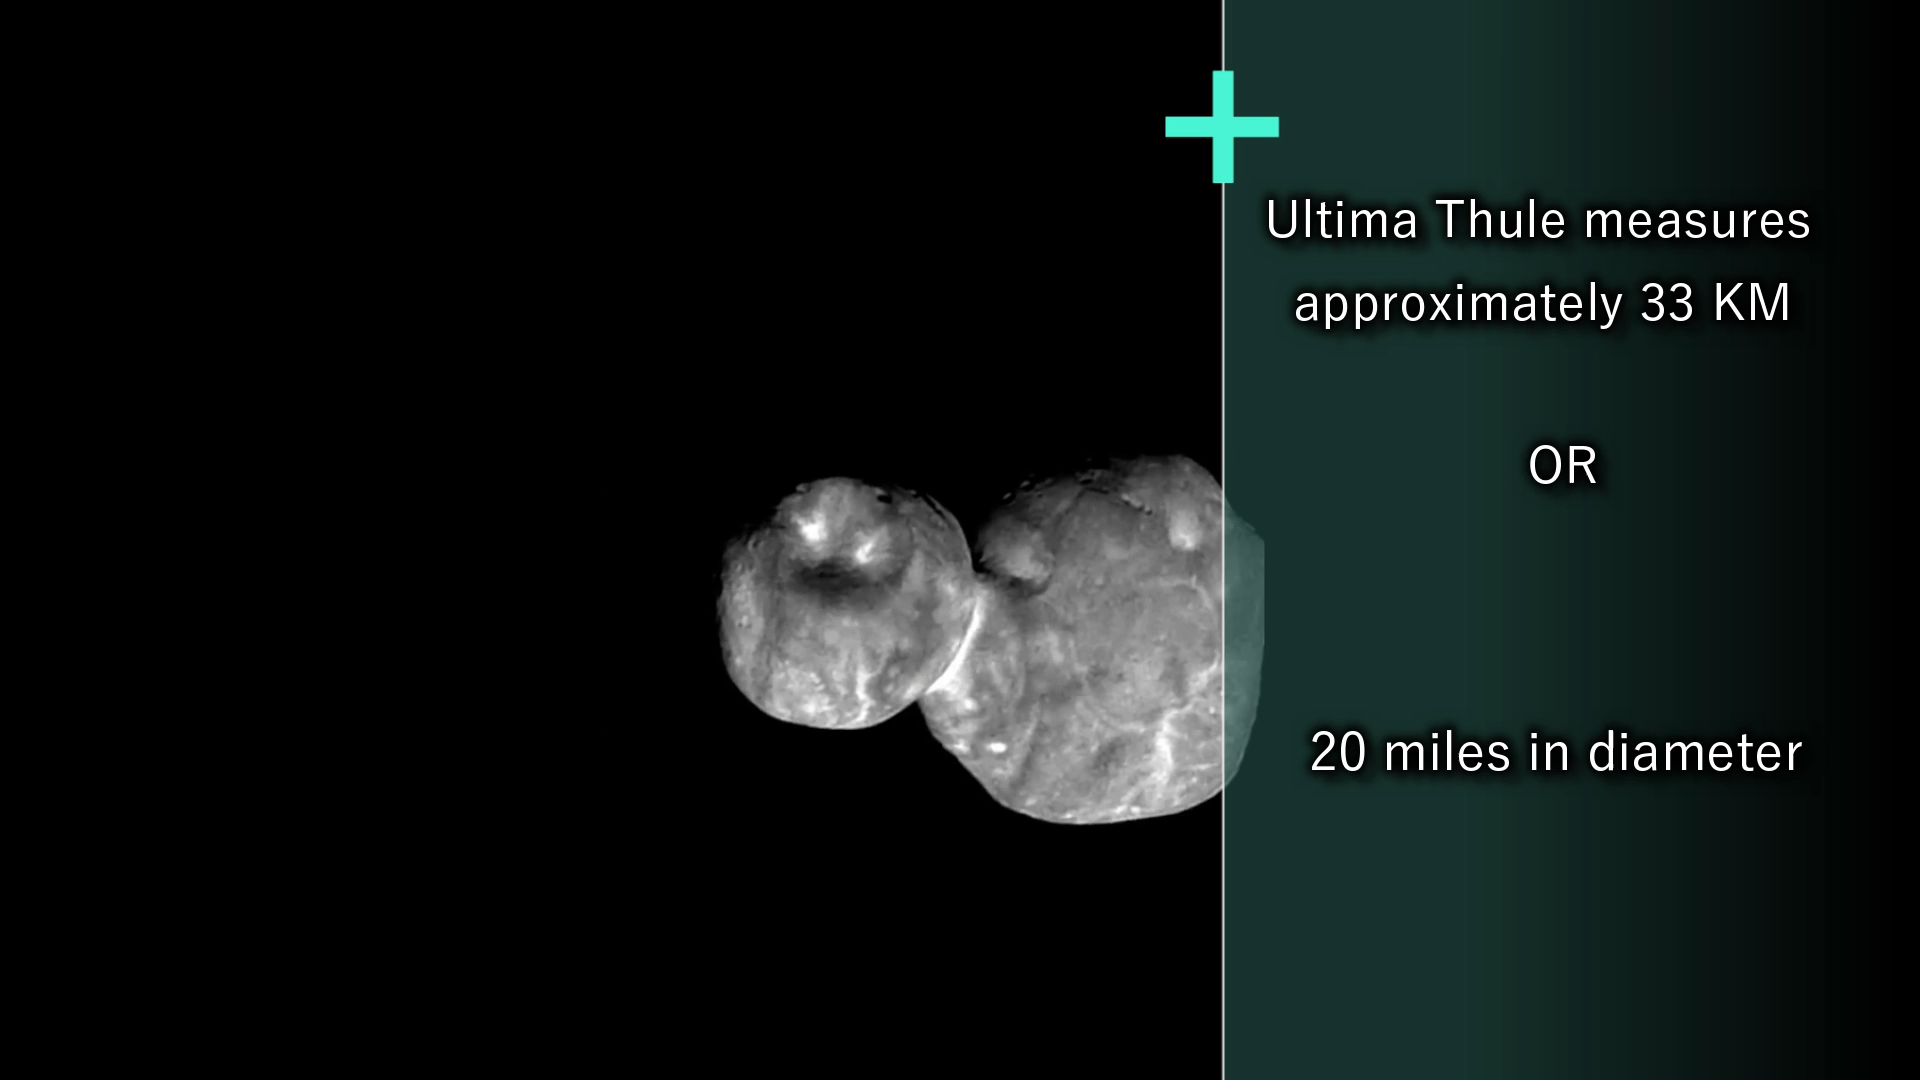 Ultima Thule measures
approximately 33 KM
OR
20 miles in diameter